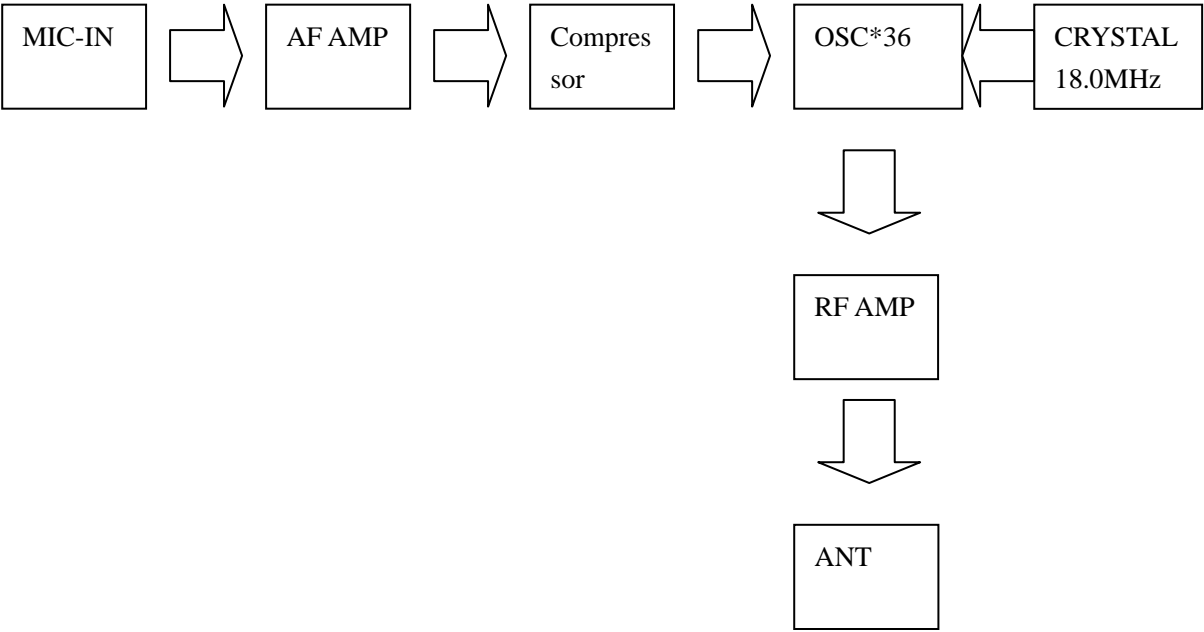 MIC-IN
AF AMP
Compres
sor
OSC*36
CRYSTAL
18.0MHz
RF AMP
ANT